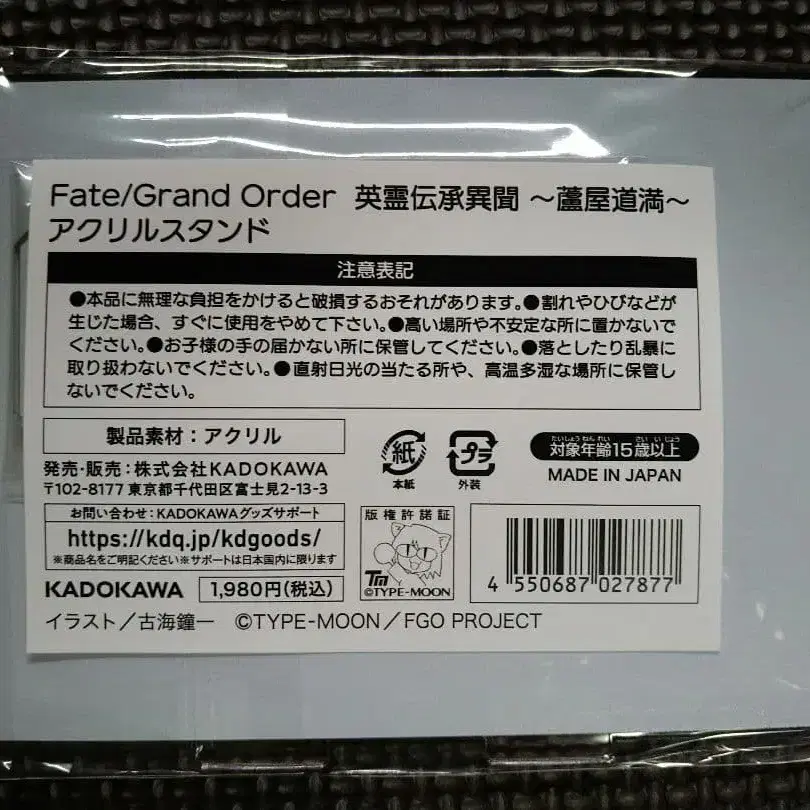 Fate/Grand Order 英霊伝承異聞 ～蘆屋道満～
アクリルスタンド
注意表記
●本品に無理な負担をかけると破損するおそれがあります。●割れやひびなどが
生じた場合、すぐに使用をやめて下さい。●高い場所や不安定な所に置かないで
ください。●お子様の手の届かない所に保管してください。●落としたり乱暴に
取り扱わないでください。●直射日光の当たる所や、高温多湿な場所に保管し
ないでください。
製品素材：アクリル
発売・販売：株式会社KADOKAWA
〒102-8177 東京都千代田区富士見2-13-3
お問い合わせ：KADOKAWAグッズサポート
https://kdq.jp/kdgoods/
※商品名をご明記ください※サポートは日本国内に限ります
KADOKAWA 1,980円(税込)
紙
本紙
プラ
外装
たいしょうねんれい さいいじょう
対象年齢15歳以上
MADE IN JAPAN
版権許諾証
TM
©TYPE-MOON
4 550687 027877
イラスト／古海鐘一 ©TYPE-MOON／FGO PROJECT